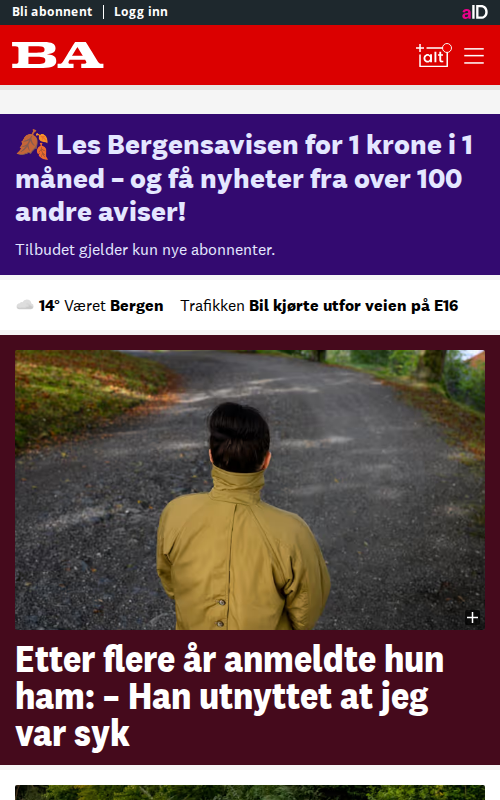 Bli abonnent | Logg inn
aID
BA
alt
🍂 Les Bergensavisen for 1 krone i 1
måned – og få nyheter fra over 100
andre aviser!
Tilbudet gjelder kun nye abonnenter.
14° Været Bergen Trafikken Bil kjørte utfor veien på E16
Etter flere år anmeldte hun
ham: – Han utnyttet at jeg
var syk